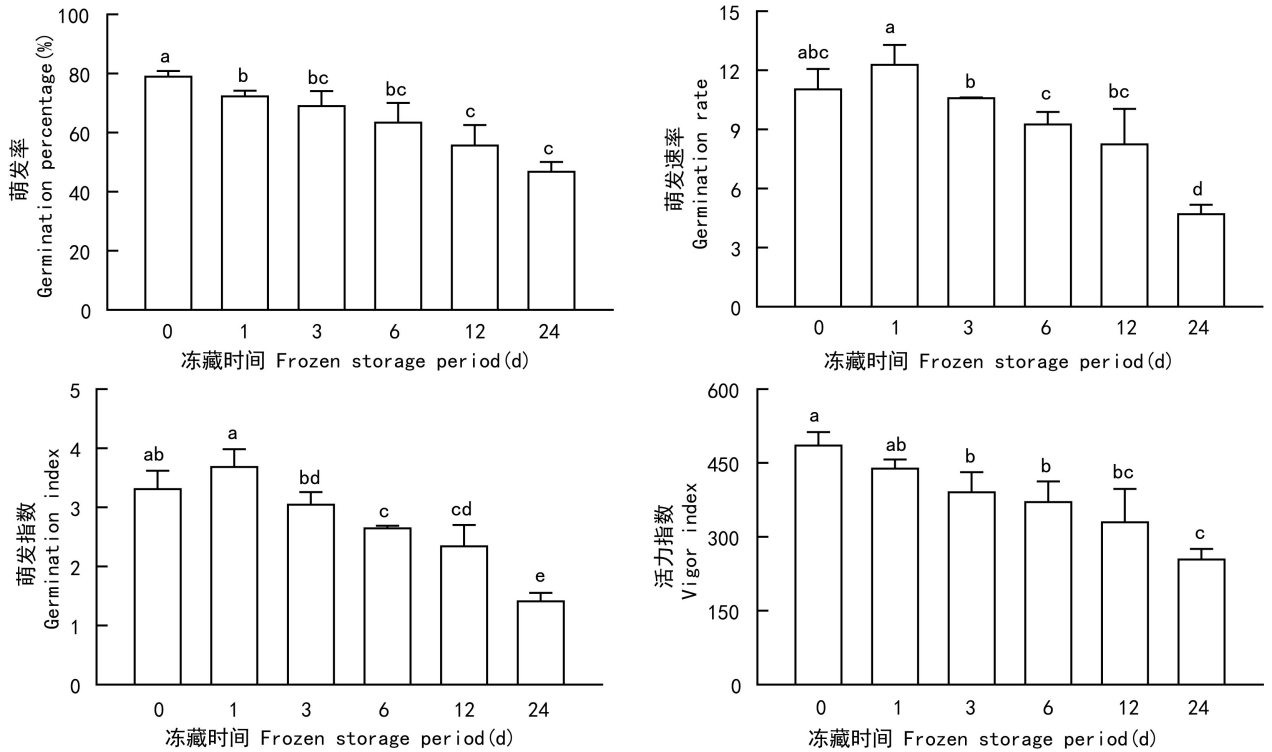 萌发率
Germination percentage(%)
100
80
60
40
20
0
a
b
bc
bc
c
c
0 1 3 6 12 24
冻藏时间 Frozen storage period(d)
萌发速率
Germination rate
15
12
9
6
3
0
abc
a
b
c
bc
d
0 1 3 6 12 24
冻藏时间 Frozen storage period(d)
萌发指数
Germination index
5
4
3
2
1
0
ab
a
bd
c
cd
e
0 1 3 6 12 24
冻藏时间 Frozen storage period(d)
活力指数
Vigor index
600
450
300
150
0
a
ab
b
b
bc
c
0 1 3 6 12 24
冻藏时间 Frozen storage period(d)